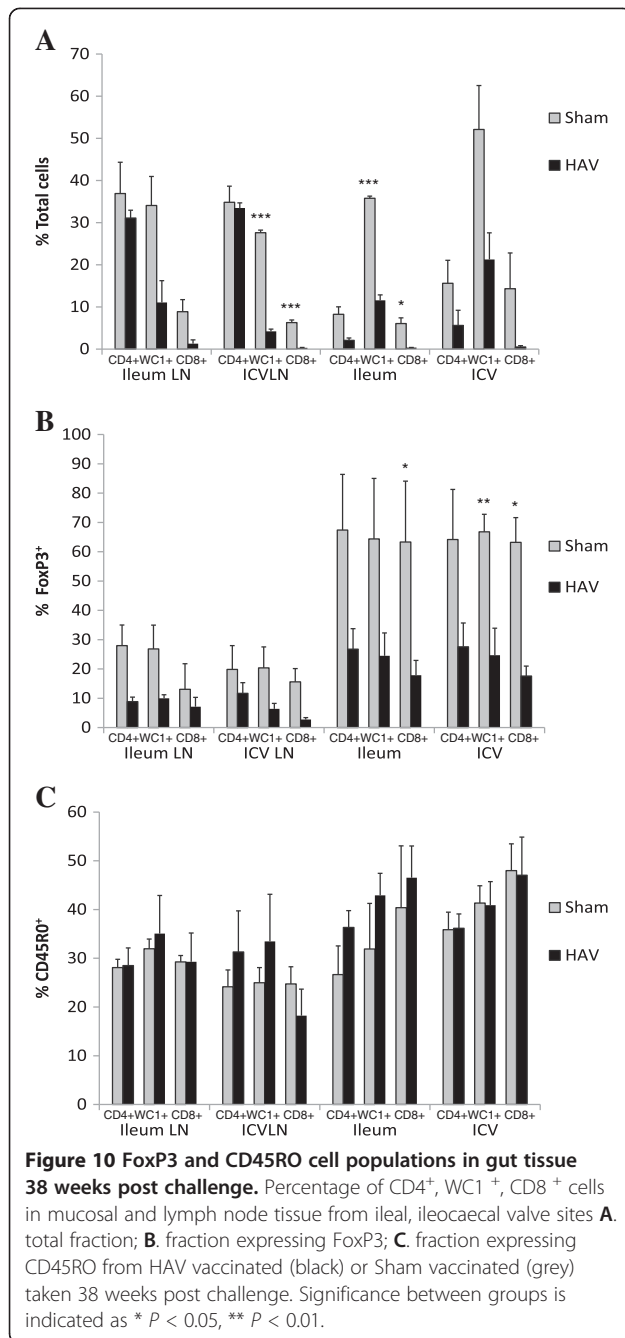 A
70
60
50
40
30
20
10
0
% Total cells
***
***
***
*
Sham
HAV
CD4+WC1+ CD8+ CD4+WC1+ CD8+ CD4+WC1+ CD8+ CD4+WC1+ CD8+
Ileum LN ICVLN Ileum ICV
B
100
90
80
70
60
50
40
30
20
10
0
% FoxP3+
*
**
*
Sham
HAV
CD4+WC1+ CD8+ CD4+WC1+ CD8+ CD4+WC1+ CD8+ CD4+WC1+ CD8+
Ileum LN ICV LN Ileum ICV
C
60
50
40
30
20
10
0
% CD45R0+
Sham
HAV
CD4+WC1+ CD8+ CD4+WC1+ CD8+ CD4+WC1+ CD8+ CD4+WC1+ CD8+
Ileum LN ICVLN Ileum ICV
Figure 10 FoxP3 and CD45RO cell populations in gut tissue
38 weeks post challenge. Percentage of CD4+, WC1 +, CD8 + cells
in mucosal and lymph node tissue from ileal, ileocaecal valve sites A.
total fraction; B. fraction expressing FoxP3; C. fraction expressing
CD45RO from HAV vaccinated (black) or Sham vaccinated (grey)
taken 38 weeks post challenge. Significance between groups is
indicated as * P < 0.05, ** P < 0.01.